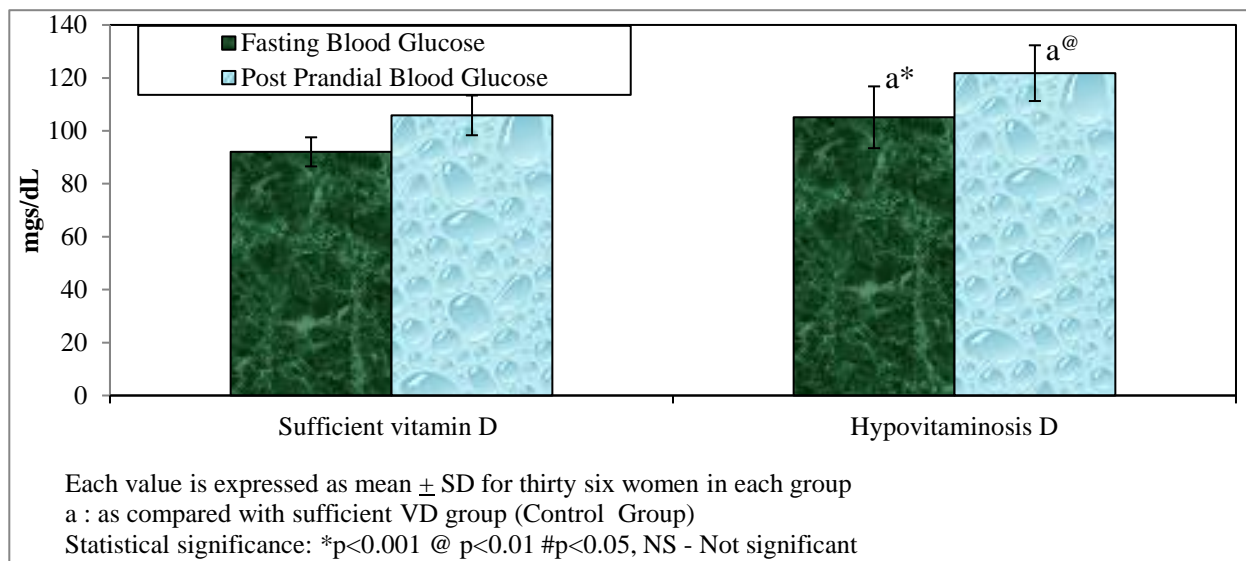 140
120
100
80
60
40
20
0
mgs/dL
Fasting Blood Glucose
Post Prandial Blood Glucose
a*
a@
Sufficient vitamin D
Hypovitaminosis D
Each value is expressed as mean ± SD for thirty six women in each group
a : as compared with sufficient VD group (Control Group)
Statistical significance: *p<0.001 @ p<0.01 #p<0.05, NS - Not significant